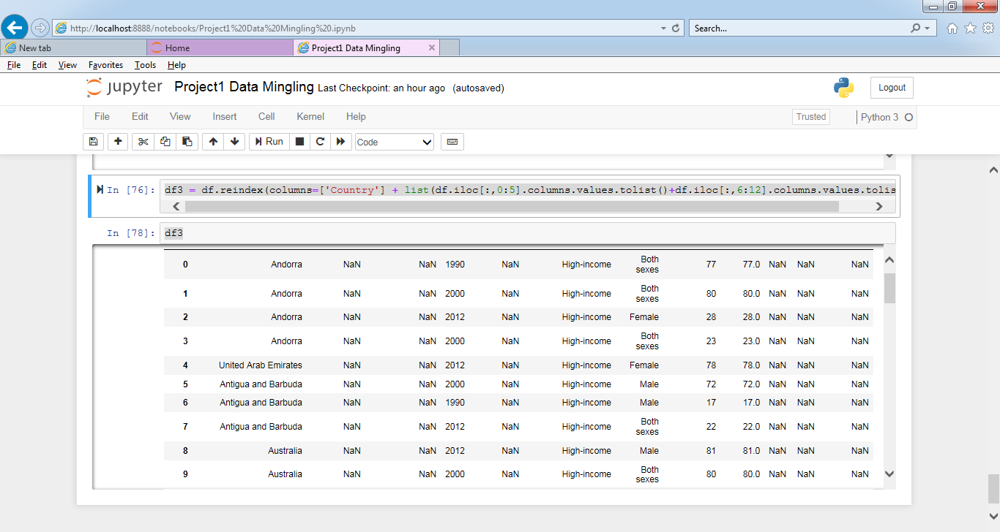 http://localhost:8888/notebooks/Project1%20Data%20Mingling%20.ipynb
Search...
New tab
Home
Project1 Data Mingling
File Edit View Favorites Tools Help
jupyter Project1 Data Mingling Last Checkpoint: an hour ago (autosaved)
Logout
File Edit View Insert Cell Kernel Help
Trusted
Python 3
Run
Code
In [76]: df3 = df.reindex(columns=['Country'] + list(df.iloc[:,0:5].columns.values.tolist()+df.iloc[:,6:12].columns.values.tolis
In [78]: df3
0 Andorra NaN NaN 1990 NaN High-income Both sexes 77 77.0 NaN NaN NaN
1 Andorra NaN NaN 2000 NaN High-income Both sexes 80 80.0 NaN NaN NaN
2 Andorra NaN NaN 2012 NaN High-income Female 28 28.0 NaN NaN NaN
3 Andorra NaN NaN 2000 NaN High-income Both sexes 23 23.0 NaN NaN NaN
4 United Arab Emirates NaN NaN 2012 NaN High-income Female 78 78.0 NaN NaN NaN
5 Antigua and Barbuda NaN NaN 2000 NaN High-income Male 72 72.0 NaN NaN NaN
6 Antigua and Barbuda NaN NaN 1990 NaN High-income Male 17 17.0 NaN NaN NaN
7 Antigua and Barbuda NaN NaN 2012 NaN High-income Both sexes 22 22.0 NaN NaN NaN
8 Australia NaN NaN 2012 NaN High-income Male 81 81.0 NaN NaN NaN
9 Australia NaN NaN 2000 NaN High-income Both sexes 80 80.0 NaN NaN NaN